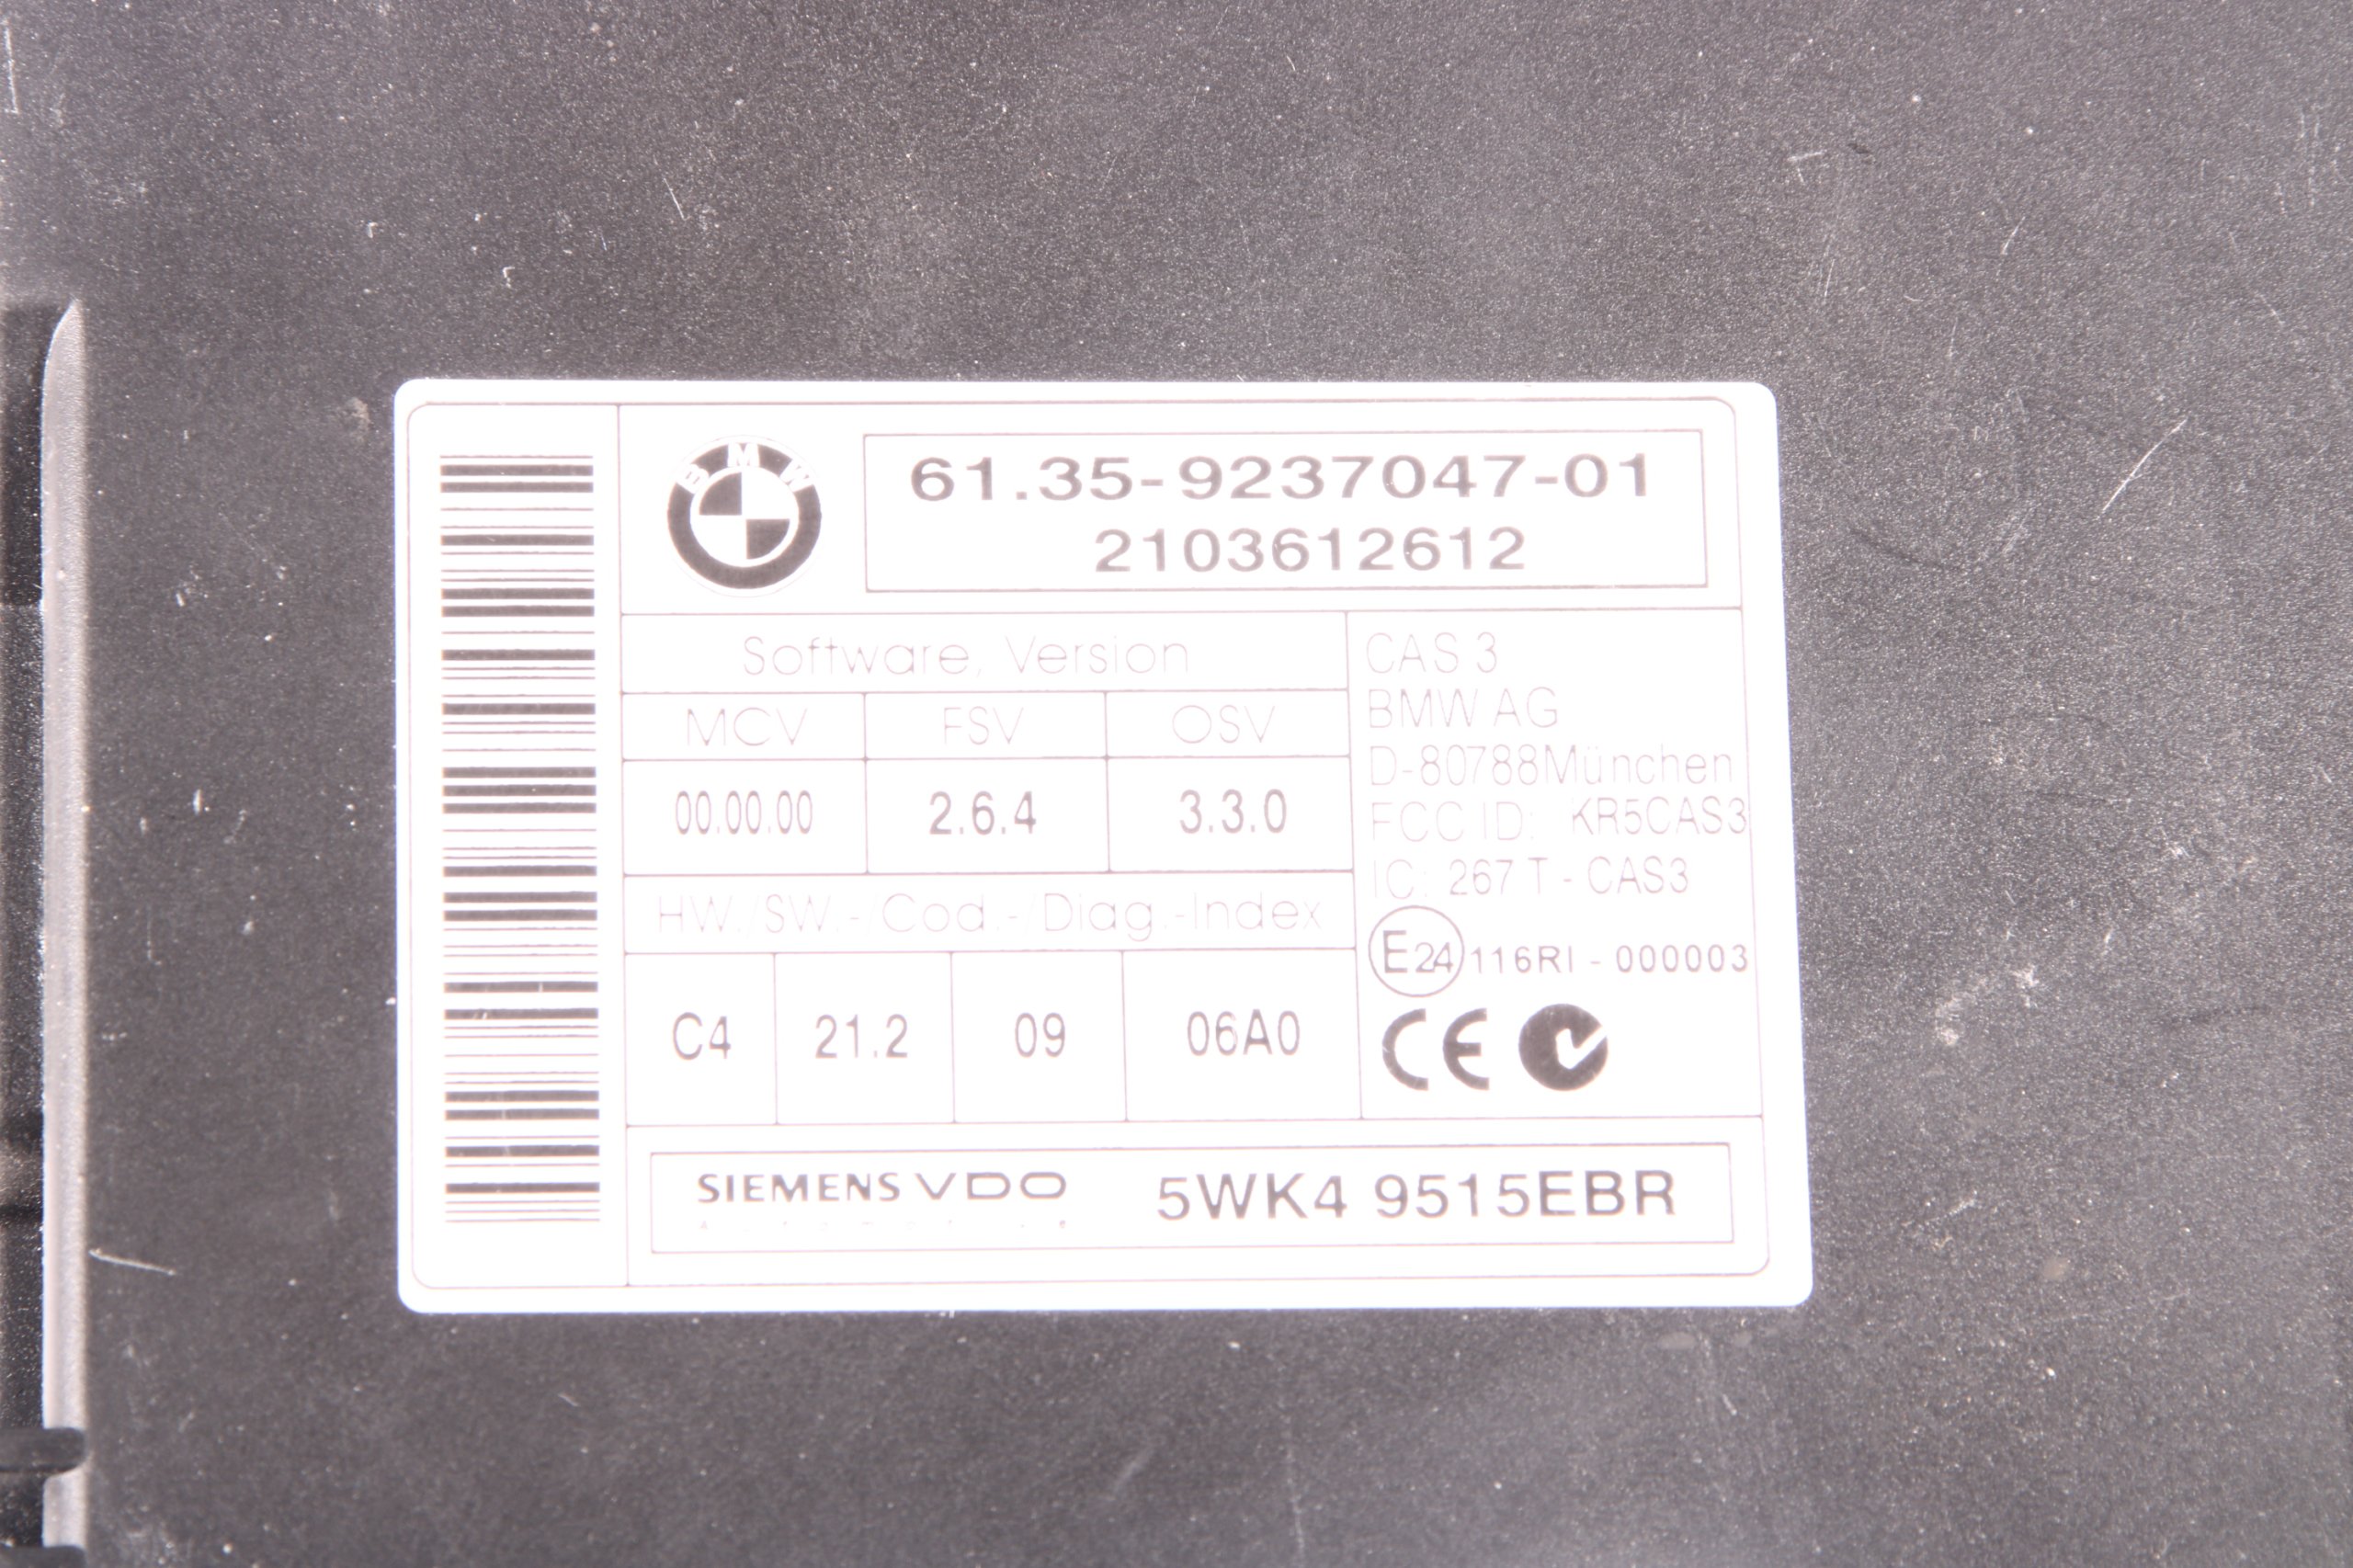 BMW
61.35-9237047-01
2103612612
Software, Version
MCV FSV OSV
00.00.00 2.6.4 3.3.0
HW./SW.-/Cod.-/Diag.-Index
C4 21.2 09 06A0
CAS 3
BMW AG
D-80788München
FCC ID: KR5CAS3
IC: 267 T - CAS3
E24 116RI - 000003
CE
SIEMENS VDO 5WK4 9515EBR